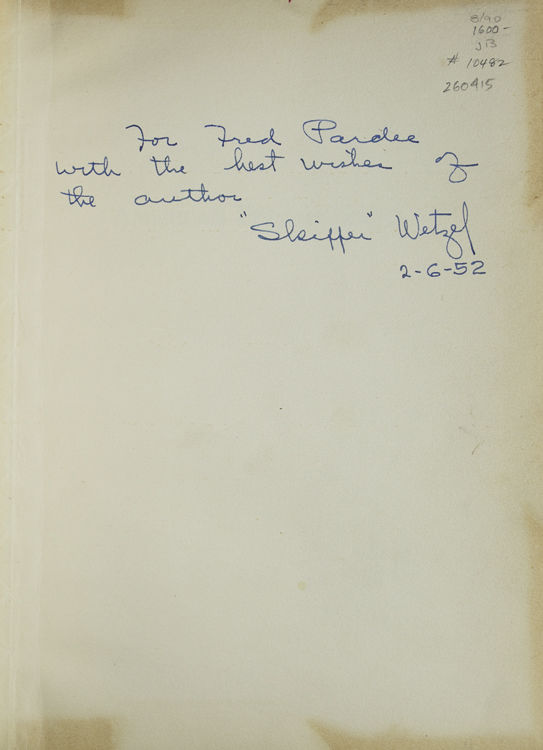 8/90
1600-
JB
# 10482
260415
For Fred Pardee
with the best wishes of
the author
"Skipper" Wetzel
2-6-52